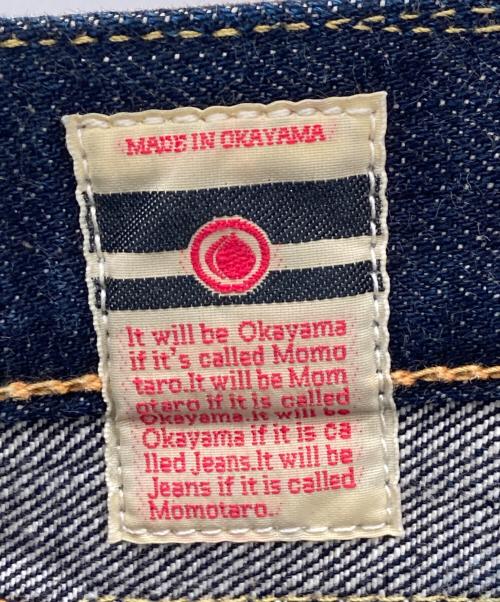 MADE IN OKAYAMA
It will be Okayama
if it's called Momo
taro.It will be Mom
otaro if it is called
Okayama.It will be
Okayama if it is ca
lled Jeans.It will be
Jeans if it is called
Momotaro.